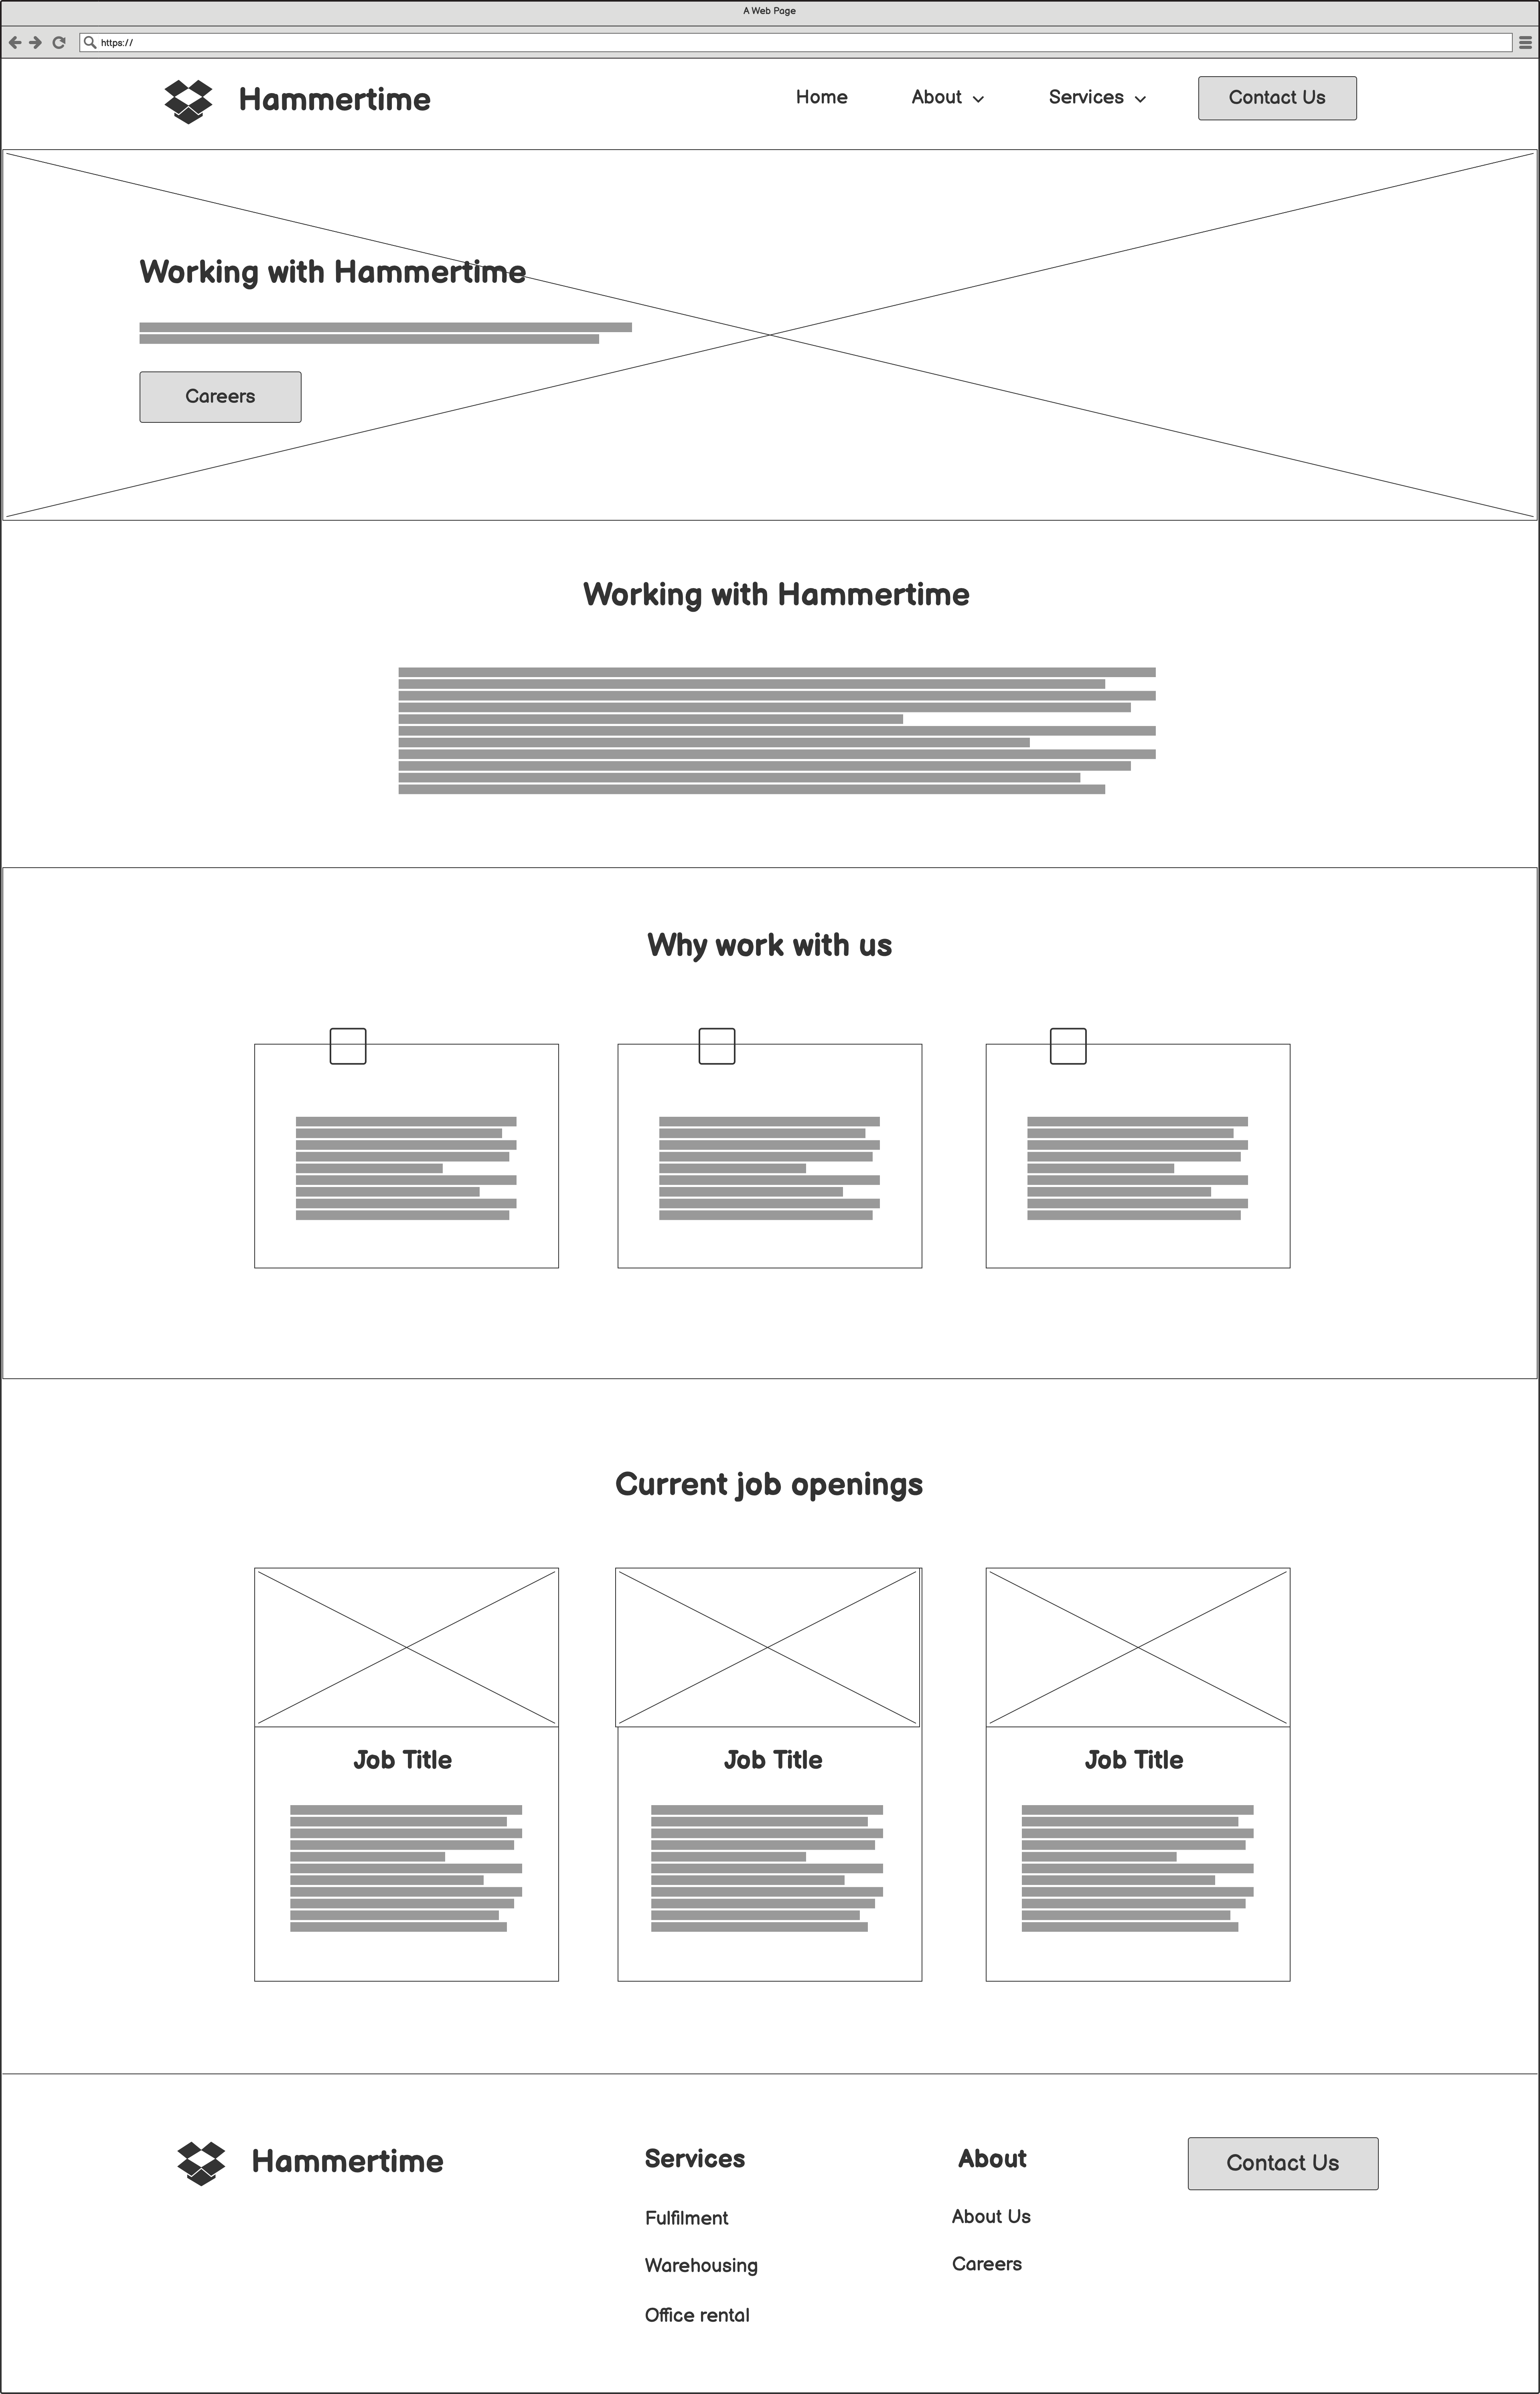 A Web Page
https://
Hammertime
Home
About
Services
Contact Us
Working with Hammertime
Careers
Working with Hammertime
Why work with us
Current job openings
Job Title
Job Title
Job Title
Hammertime
Services
Fulfilment
Warehousing
Office rental
About
About Us
Careers
Contact Us